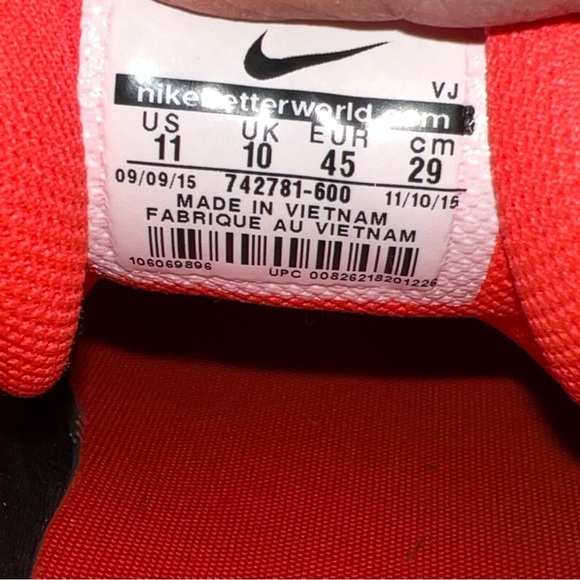 VJ
nikebetterworld.com
US UK EUR cm
11 10 45 29
09/09/15 742781-600 11/10/15
MADE IN VIETNAM
FABRIQUE AU VIETNAM
106069896 UPC 00826218201226